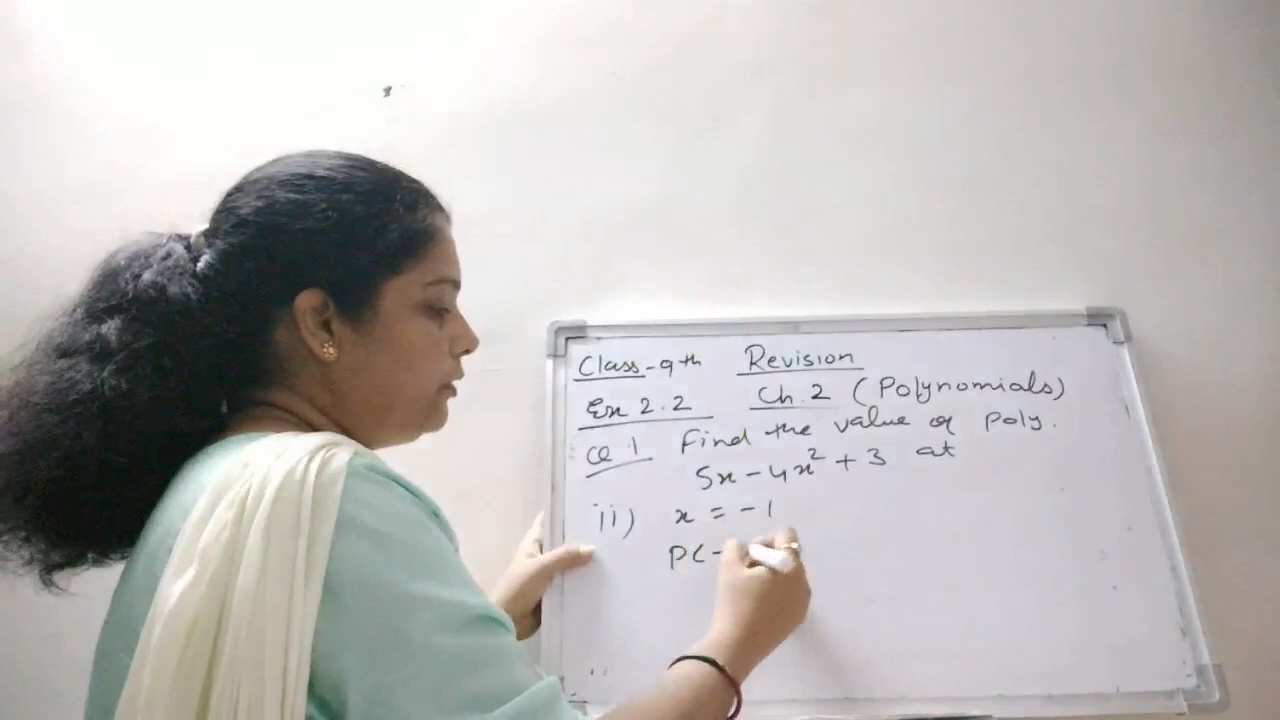 Class-9th Revision
Ex 2.2 Ch.2 (Polynomials)
Q.1 Find the value of poly.
5x-4x²+3 at
ii) x = -1
P(-